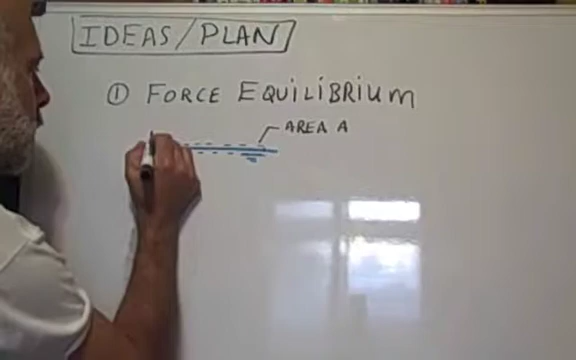 IDEAS/PLAN
① FORCE EQUILIBRIUM
AREA A